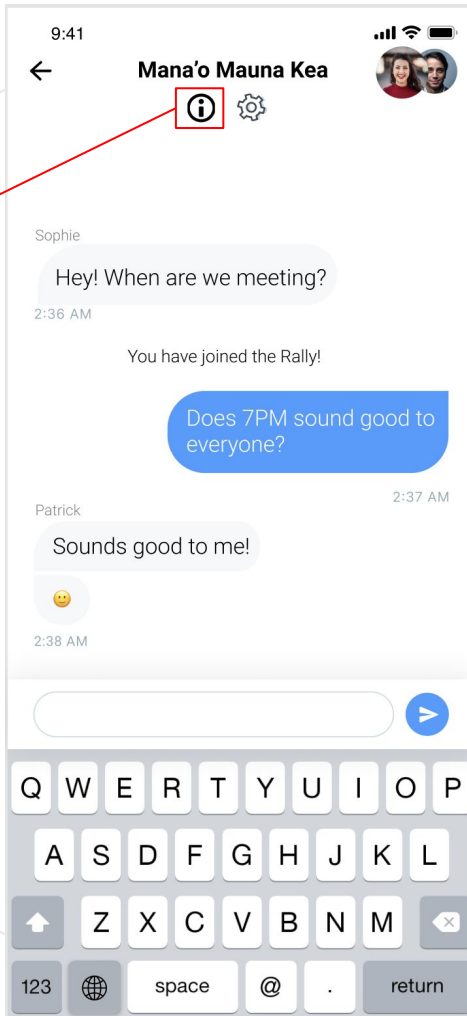 9:41
Mana’o Mauna Kea
Sophie
Hey! When are we meeting?
2:36 AM
You have joined the Rally!
Does 7PM sound good to
everyone?
2:37 AM
Patrick
Sounds good to me!
🙂
2:38 AM
Q W E R T Y U I O P
A S D F G H J K L
Z X C V B N M
123 space @ . return